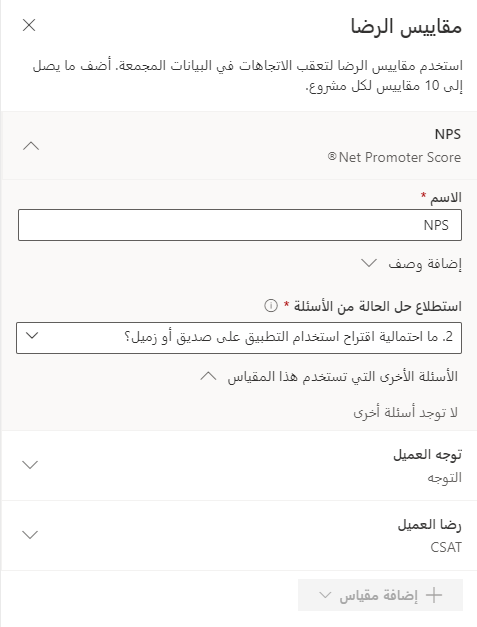 مقاييس الرضا
استخدم مقاييس الرضا لتعقب الاتجاهات في البيانات المجمعة. أضف ما يصل
إلى 10 مقاييس لكل مشروع.
NPS
Net Promoter Score®
الاسم *
NPS
إضافة وصف
استطلاع حل الحالة من الأسئلة *
2. ما احتمالية اقتراح استخدام التطبيق على صديق أو زميل؟
الأسئلة الأخرى التي تستخدم هذا المقياس
لا توجد أسئلة أخرى
توجه العميل
التوجه
رضا العميل
CSAT
إضافة مقياس